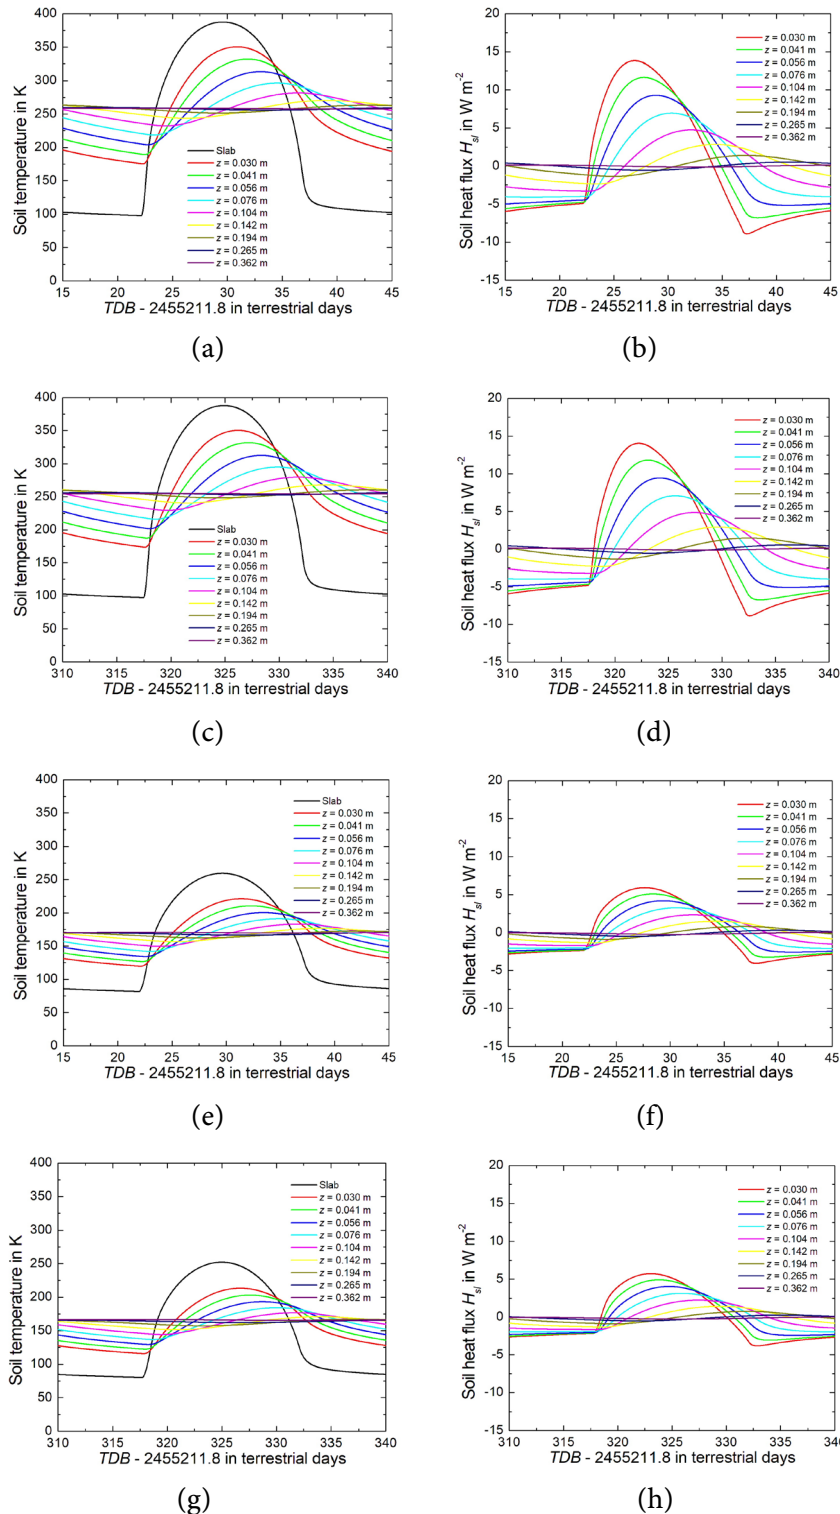 400
350
300
250
200
150
100
50
0
Soil temperature in K
Slab
z = 0.030 m
z = 0.041 m
z = 0.056 m
z = 0.076 m
z = 0.104 m
z = 0.142 m
z = 0.194 m
z = 0.265 m
z = 0.362 m
15 20 25 30 35 40 45
TDB - 2455211.8 in terrestrial days
(a)
20
15
10
5
0
-5
-10
-15
Soil heat flux Hsl in W m-2
z = 0.030 m
z = 0.041 m
z = 0.056 m
z = 0.076 m
z = 0.104 m
z = 0.142 m
z = 0.194 m
z = 0.265 m
z = 0.362 m
15 20 25 30 35 40 45
TDB - 2455211.8 in terrestrial days
(b)
400
350
300
250
200
150
100
50
0
Soil temperature in K
Slab
z = 0.030 m
z = 0.041 m
z = 0.056 m
z = 0.076 m
z = 0.104 m
z = 0.142 m
z = 0.194 m
z = 0.265 m
z = 0.362 m
310 315 320 325 330 335 340
TDB - 2455211.8 in terrestrial days
(c)
20
15
10
5
0
-5
-10
-15
Soil heat flux Hsl in W m-2
z = 0.030 m
z = 0.041 m
z = 0.056 m
z = 0.076 m
z = 0.104 m
z = 0.142 m
z = 0.194 m
z = 0.265 m
z = 0.362 m
310 315 320 325 330 335 340
TDB - 2455211.8 in terrestrial days
(d)
400
350
300
250
200
150
100
50
0
Soil temperature in K
Slab
z = 0.030 m
z = 0.041 m
z = 0.056 m
z = 0.076 m
z = 0.104 m
z = 0.142 m
z = 0.194 m
z = 0.265 m
z = 0.362 m
15 20 25 30 35 40 45
TDB - 2455211.8 in terrestrial days
(e)
20
15
10
5
0
-5
-10
-15
Soil heat flux Hsl in W m-2
z = 0.030 m
z = 0.041 m
z = 0.056 m
z = 0.076 m
z = 0.104 m
z = 0.142 m
z = 0.194 m
z = 0.265 m
z = 0.362 m
15 20 25 30 35 40 45
TDB - 2455211.8 in terrestrial days
(f)
400
350
300
250
200
150
100
50
0
Soil temperature in K
Slab
z = 0.030 m
z = 0.041 m
z = 0.056 m
z = 0.076 m
z = 0.104 m
z = 0.142 m
z = 0.194 m
z = 0.265 m
z = 0.362 m
310 315 320 325 330 335 340
TDB - 2455211.8 in terrestrial days
(g)
20
15
10
5
0
-5
-10
-15
Soil heat flux Hsl in W m-2
z = 0.030 m
z = 0.041 m
z = 0.056 m
z = 0.076 m
z = 0.104 m
z = 0.142 m
z = 0.194 m
z = 0.265 m
z = 0.362 m
310 315 320 325 330 335 340
TDB - 2455211.8 in terrestrial days
(h)